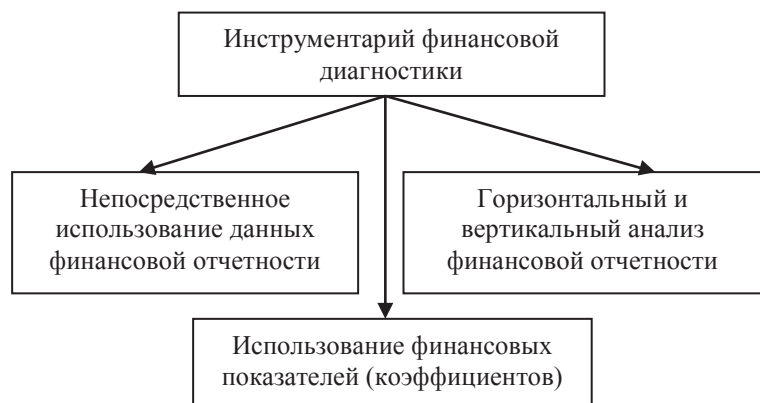 Инструментарий финансовой
диагностики
Непосредственное
использование данных
финансовой отчетности
Горизонтальный и
вертикальный анализ
финансовой отчетности
Использование финансовых
показателей (коэффициентов)